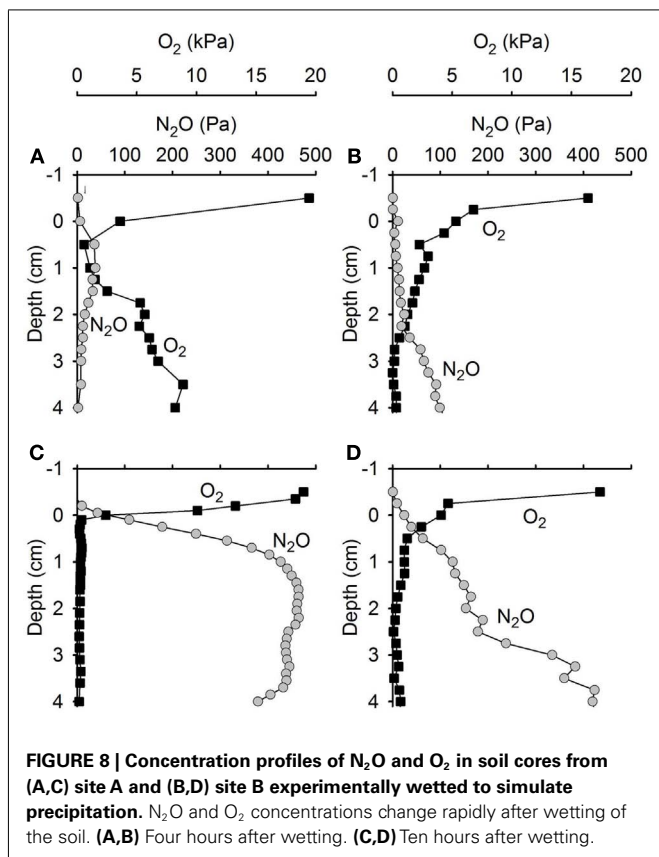 O₂ (kPa)
O₂ (kPa)
0 5 10 15 20
0 5 10 15 20
N₂O (Pa)
N₂O (Pa)
A
0 100 200 300 400 500
B
0 100 200 300 400 500
-1
0
1
2
3
4
Depth (cm)
N₂O
O₂
-1
0
1
2
3
4
Depth (cm)
O₂
N₂O
C
-1
0
1
2
3
4
Depth (cm)
O₂
N₂O
D
-1
0
1
2
3
4
Depth (cm)
O₂
N₂O
FIGURE 8 | Concentration profiles of N₂O and O₂ in soil cores from
(A,C) site A and (B,D) site B experimentally wetted to simulate
precipitation. N₂O and O₂ concentrations change rapidly after wetting of
the soil. (A,B) Four hours after wetting. (C,D) Ten hours after wetting.